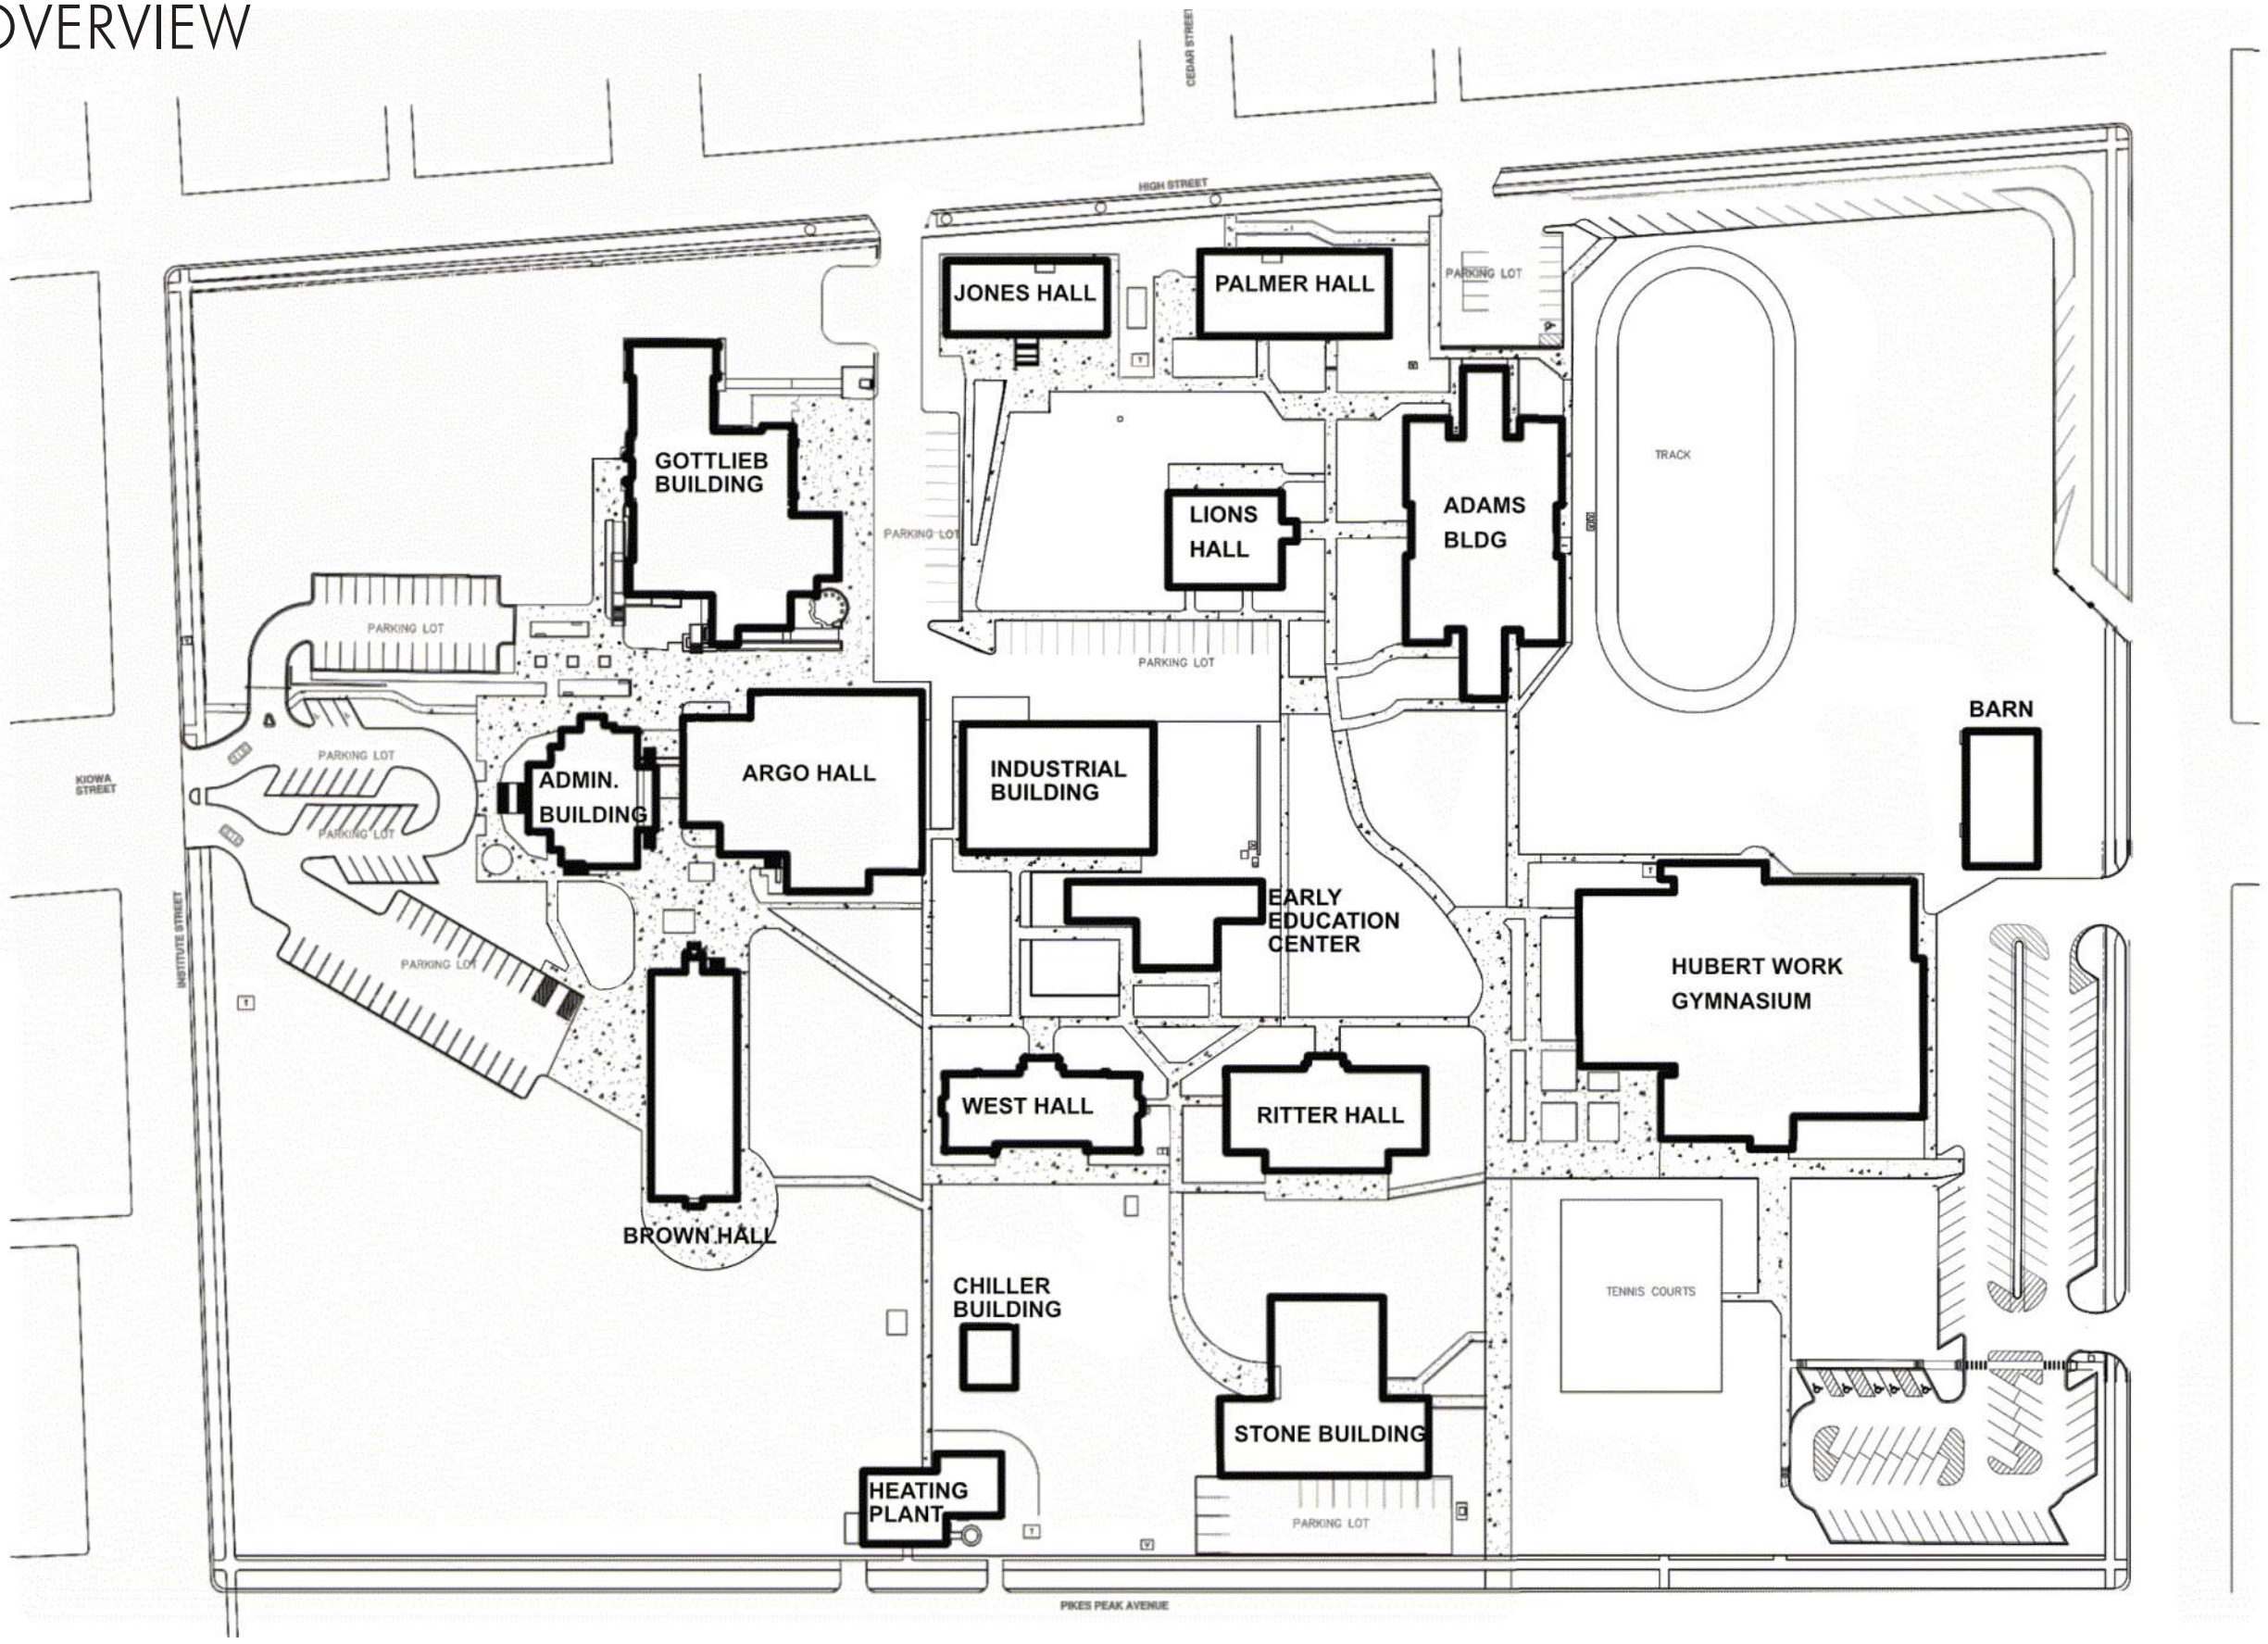 OVERVIEW
CEDAR STREET
HIGH STREET
JONES HALL
PALMER HALL
PARKING LOT
GOTTLIEB
BUILDING
TRACK
LIONS
HALL
ADAMS
BLDG
PARKING LOT
PARKING LOT
PARKING LOT
BARN
KIOWA
STREET
PARKING LOT
PARKING LOT
ADMIN.
BUILDING
ARGO HALL
INDUSTRIAL
BUILDING
EARLY
EDUCATION
CENTER
INSTITUTE STREET
PARKING LOT
HUBERT WORK
GYMNASIUM
T
T
T
WEST HALL
RITTER HALL
BROWN HALL
CHILLER
BUILDING
TENNIS COURTS
STONE BUILDING
HEATING
PLANT
T
PARKING LOT
PIKES PEAK AVENUE